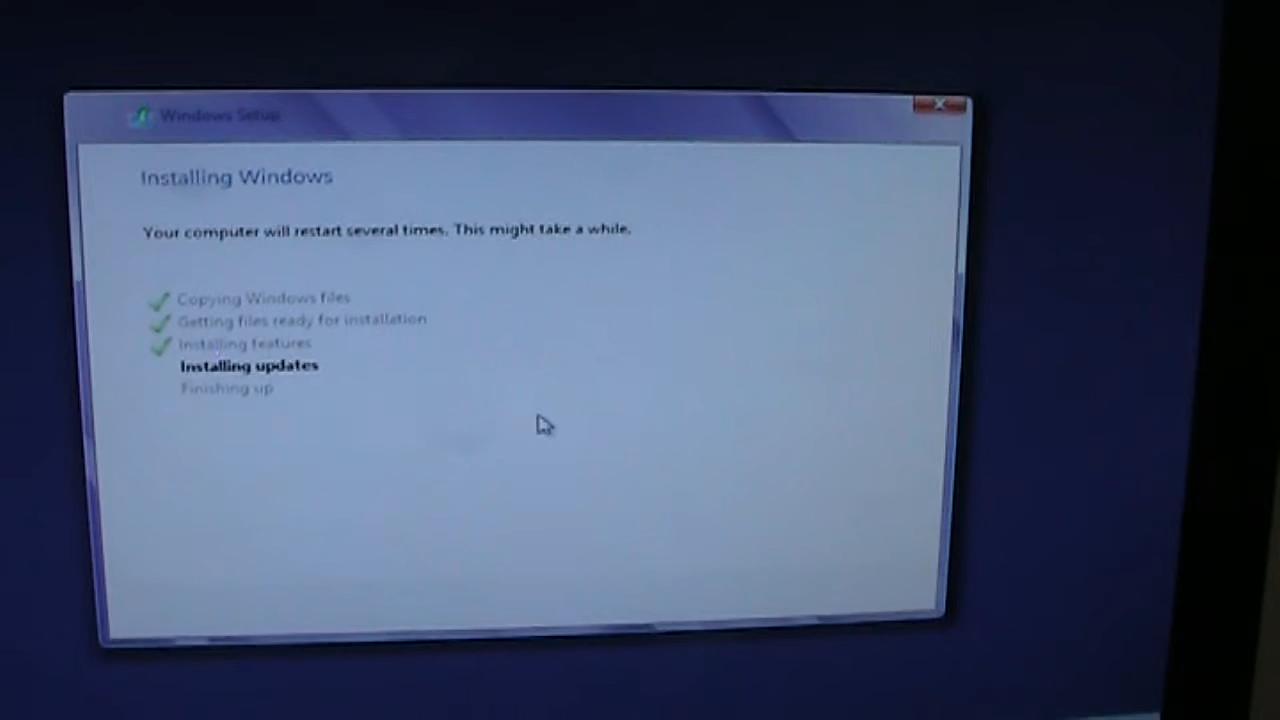 Windows Setup
Installing Windows
Your computer will restart several times. This might take a while.
Copying Windows files
Getting files ready for installation
Installing features
Installing updates
Finishing up